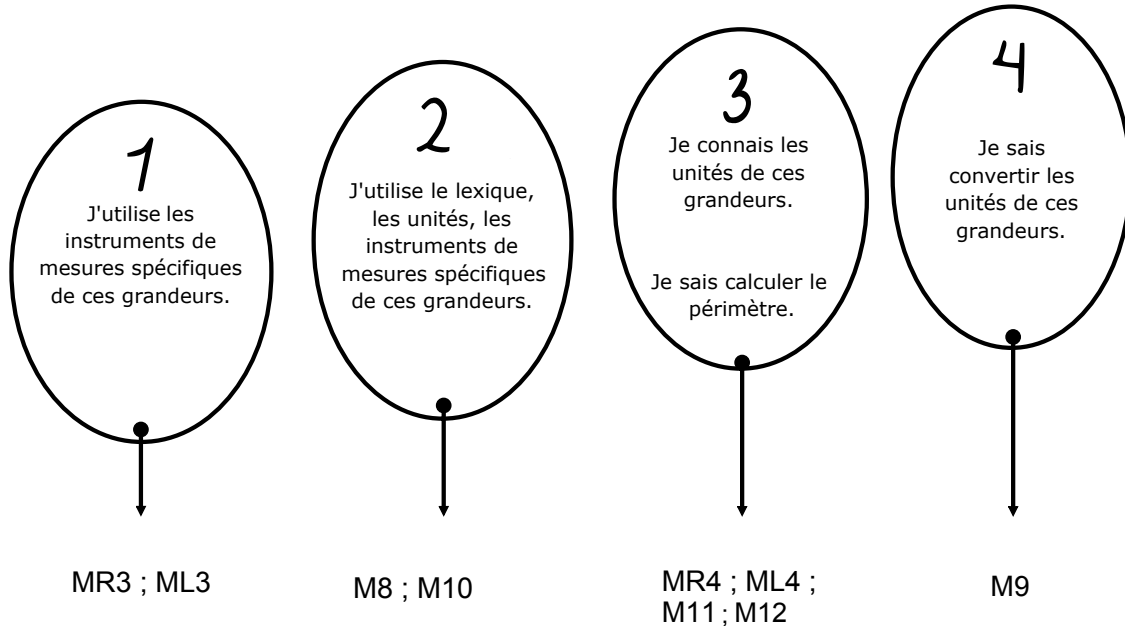 1
J'utilise les
instruments de
mesures spécifiques
de ces grandeurs.
MR3 ; ML3
2
J'utilise le lexique,
les unités, les
instruments de
mesures spécifiques
de ces grandeurs.
M8 ; M10
3
Je connais les
unités de ces
grandeurs.
Je sais calculer le
périmètre.
MR4 ; ML4 ;
M11 ; M12
4
Je sais
convertir les
unités de ces
grandeurs.
M9